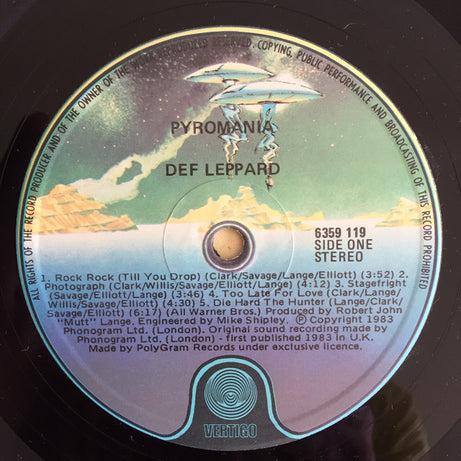 ALL RIGHTS OF THE RECORD PRODUCER AND OF THE OWNER OF THE RECORDED WORK RESERVED. COPYING, PUBLIC PERFORMANCE AND BROADCASTING OF THIS RECORD PROHIBITED
PYROMANIA
DEF LEPPARD
6359 119
SIDE ONE
STEREO
1. Rock Rock (Till You Drop) (Clark/Savage/Lange/Elliott) (3:52) 2.
Photograph (Clark/Willis/Savage/Elliott/Lange) (4:12) 3. Stagefright
(Savage/Elliott/Lange) (3:46) 4. Too Late For Love (Clark/Lange/
Willis/Savage/Elliott) (4:30) 5. Die Hard The Hunter (Lange/Clark/
Savage/Elliott) (6:17) (All Warner Bros.) Produced by Robert John
"Mutt" Lange. Engineered by Mike Shipley. ℗ Copyright 1983
Phonogram Ltd. (London). Original sound recording made by
Phonogram Ltd. (London) - first published 1983 in U.K.
Made by PolyGram Records under exclusive licence.
VERTIGO